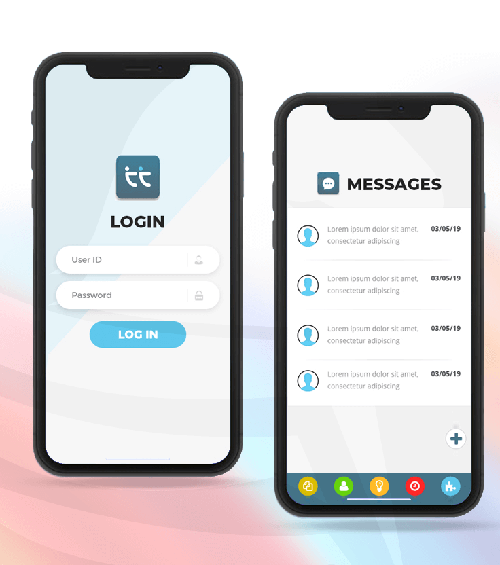 LOGIN
User ID
Password
LOG IN
MESSAGES
Lorem ipsum dolor sit amet, 03/05/19
consectetur adipiscing
Lorem ipsum dolor sit amet, 03/05/19
consectetur adipiscing
Lorem ipsum dolor sit amet, 03/05/19
consectetur adipiscing
Lorem ipsum dolor sit amet, 03/05/19
consectetur adipiscing